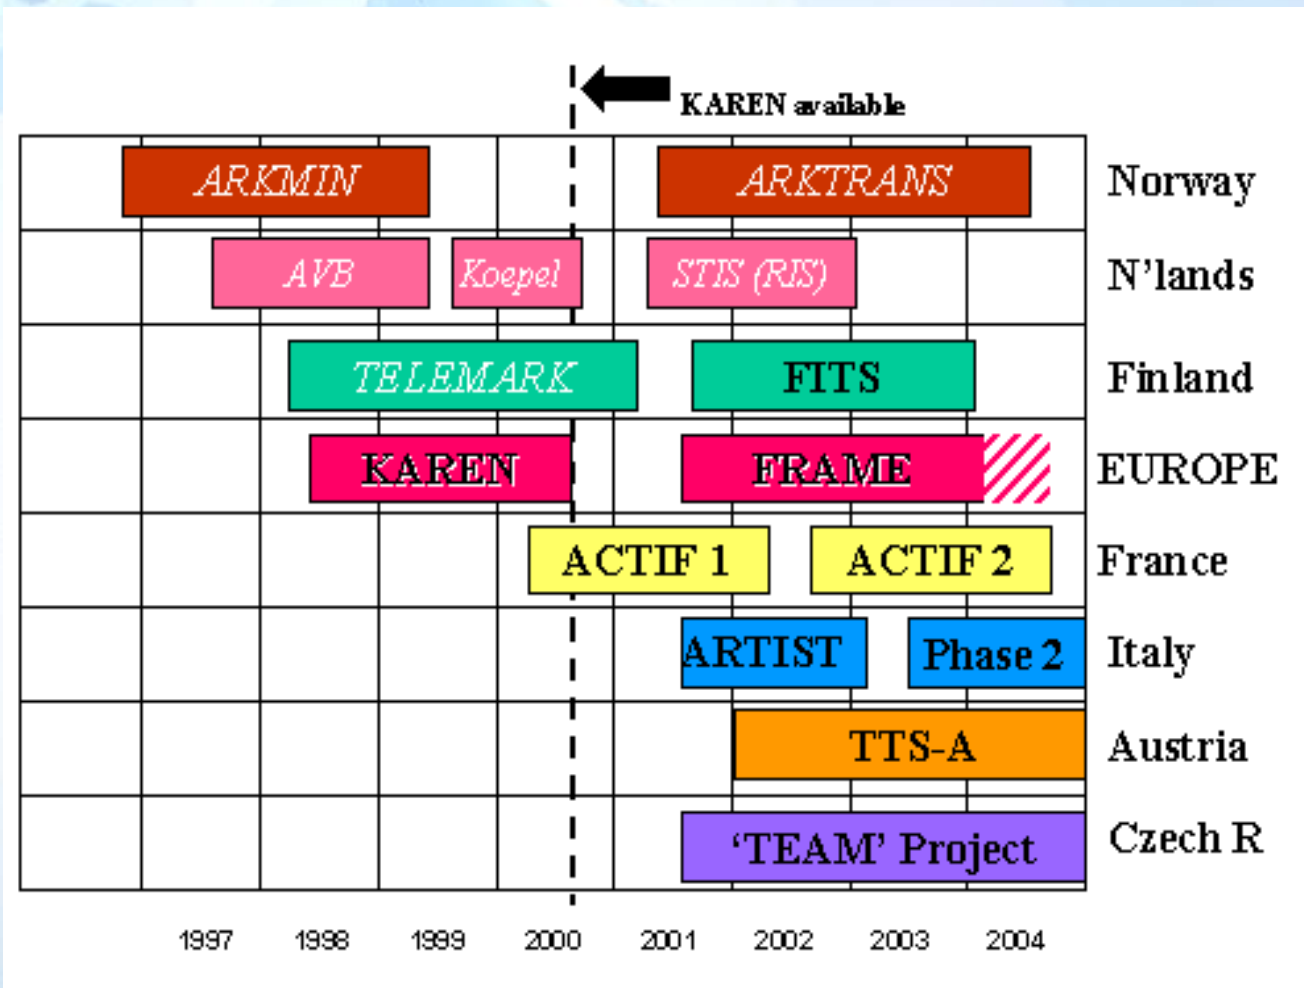 KAREN available
ARKMIN ARKTRANS Norway
AVB Koepel STIS (RIS) N'lands
TELEMARK FITS Finland
KAREN FRAME EUROPE
ACTIF 1 ACTIF 2 France
ARTIST Phase 2 Italy
TTS-A Austria
‘TEAM’ Project Czech R
1997 1998 1999 2000 2001 2002 2003 2004